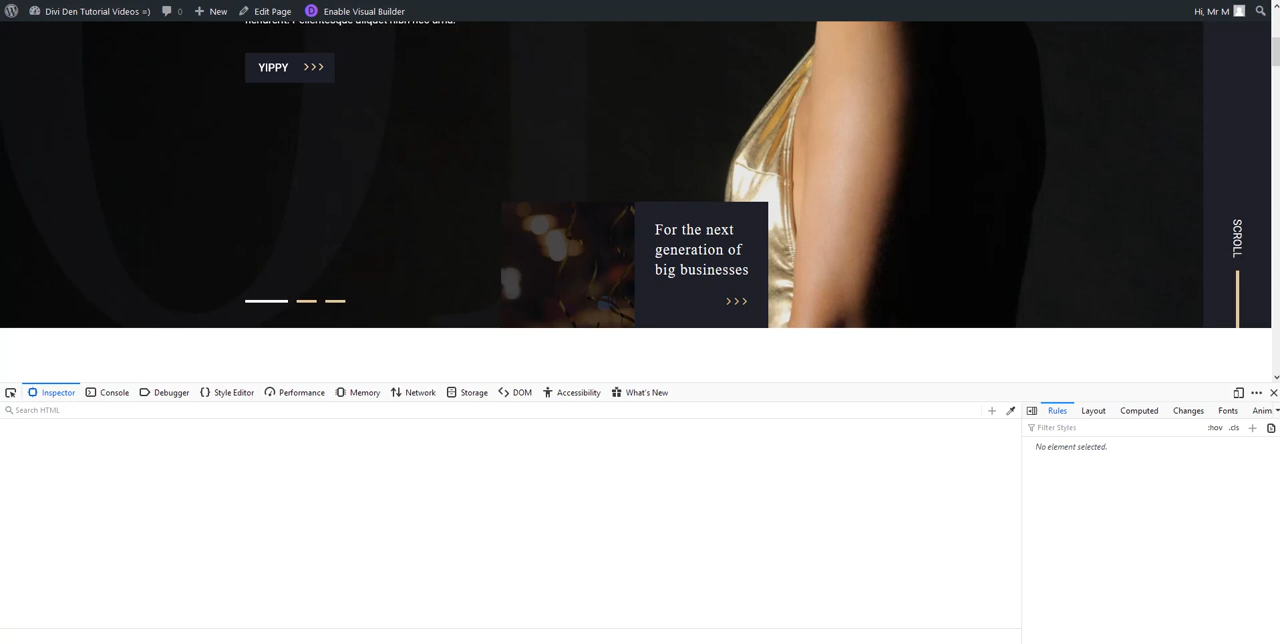 Divi Den Tutorial Videos =) 0 New Edit Page Enable Visual Builder Hi, Mr M
hendrerit. Pellentesque aliquet nibh nec urna.
YIPPY >>>
For the next
generation of
big businesses
>>>
SCROLL
Inspector Console Debugger Style Editor Performance Memory Network Storage DOM Accessibility What's New
Search HTML
Rules Layout Computed Changes Fonts Anim
Filter Styles :hov .cls
No element selected.